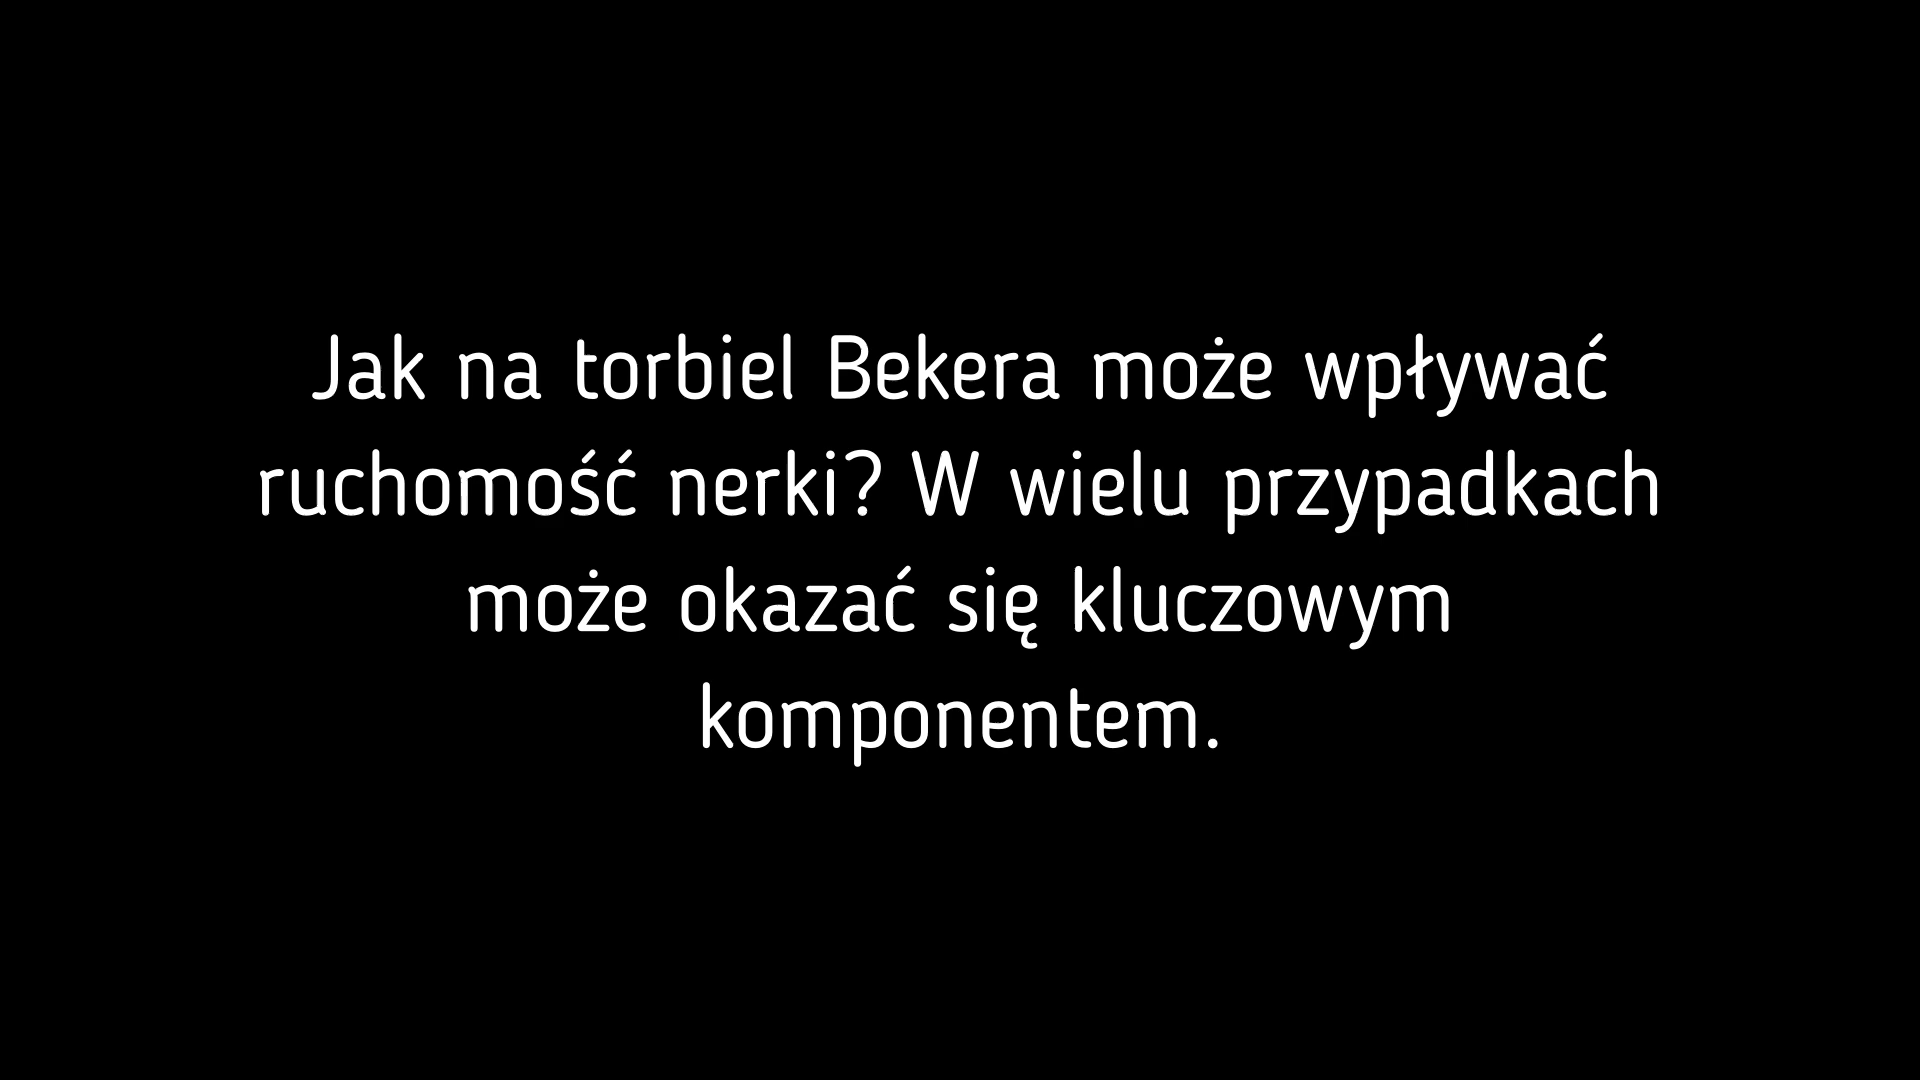 Jak na torbiel Bekera może wpływać
ruchomość nerki? W wielu przypadkach
może okazać się kluczowym
komponentem.